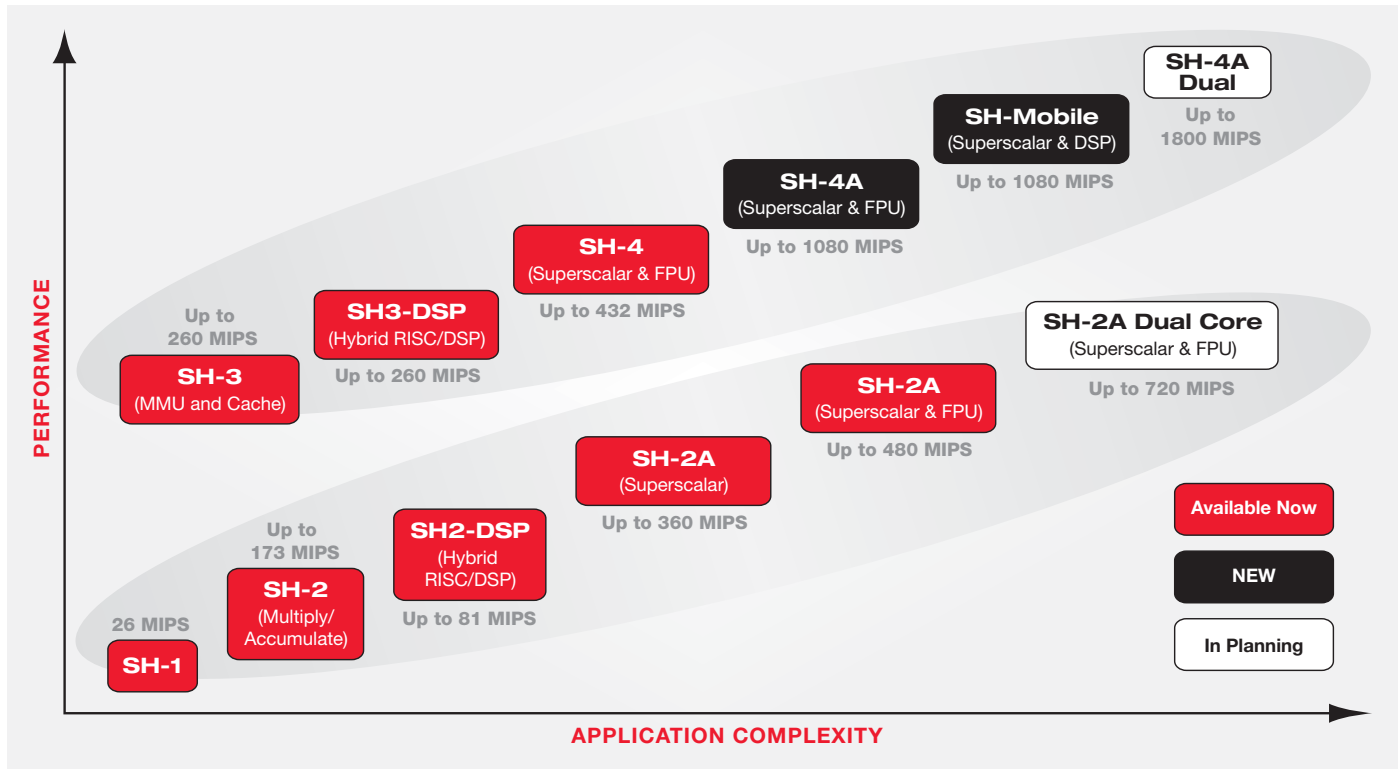 PERFORMANCE
SH-4A
Dual
Up to
1800 MIPS
SH-Mobile
(Superscalar & DSP)
Up to 1080 MIPS
SH-4A
(Superscalar & FPU)
Up to 1080 MIPS
SH-4
(Superscalar & FPU)
Up to 432 MIPS
SH3-DSP
(Hybrid RISC/DSP)
Up to 260 MIPS
Up to
260 MIPS
SH-3
(MMU and Cache)
SH-2A Dual Core
(Superscalar & FPU)
Up to 720 MIPS
SH-2A
(Superscalar & FPU)
Up to 480 MIPS
SH-2A
(Superscalar)
Up to 360 MIPS
SH2-DSP
(Hybrid
RISC/DSP)
Up to 81 MIPS
Up to
173 MIPS
SH-2
(Multiply/
Accumulate)
26 MIPS
SH-1
Available Now
NEW
In Planning
APPLICATION COMPLEXITY